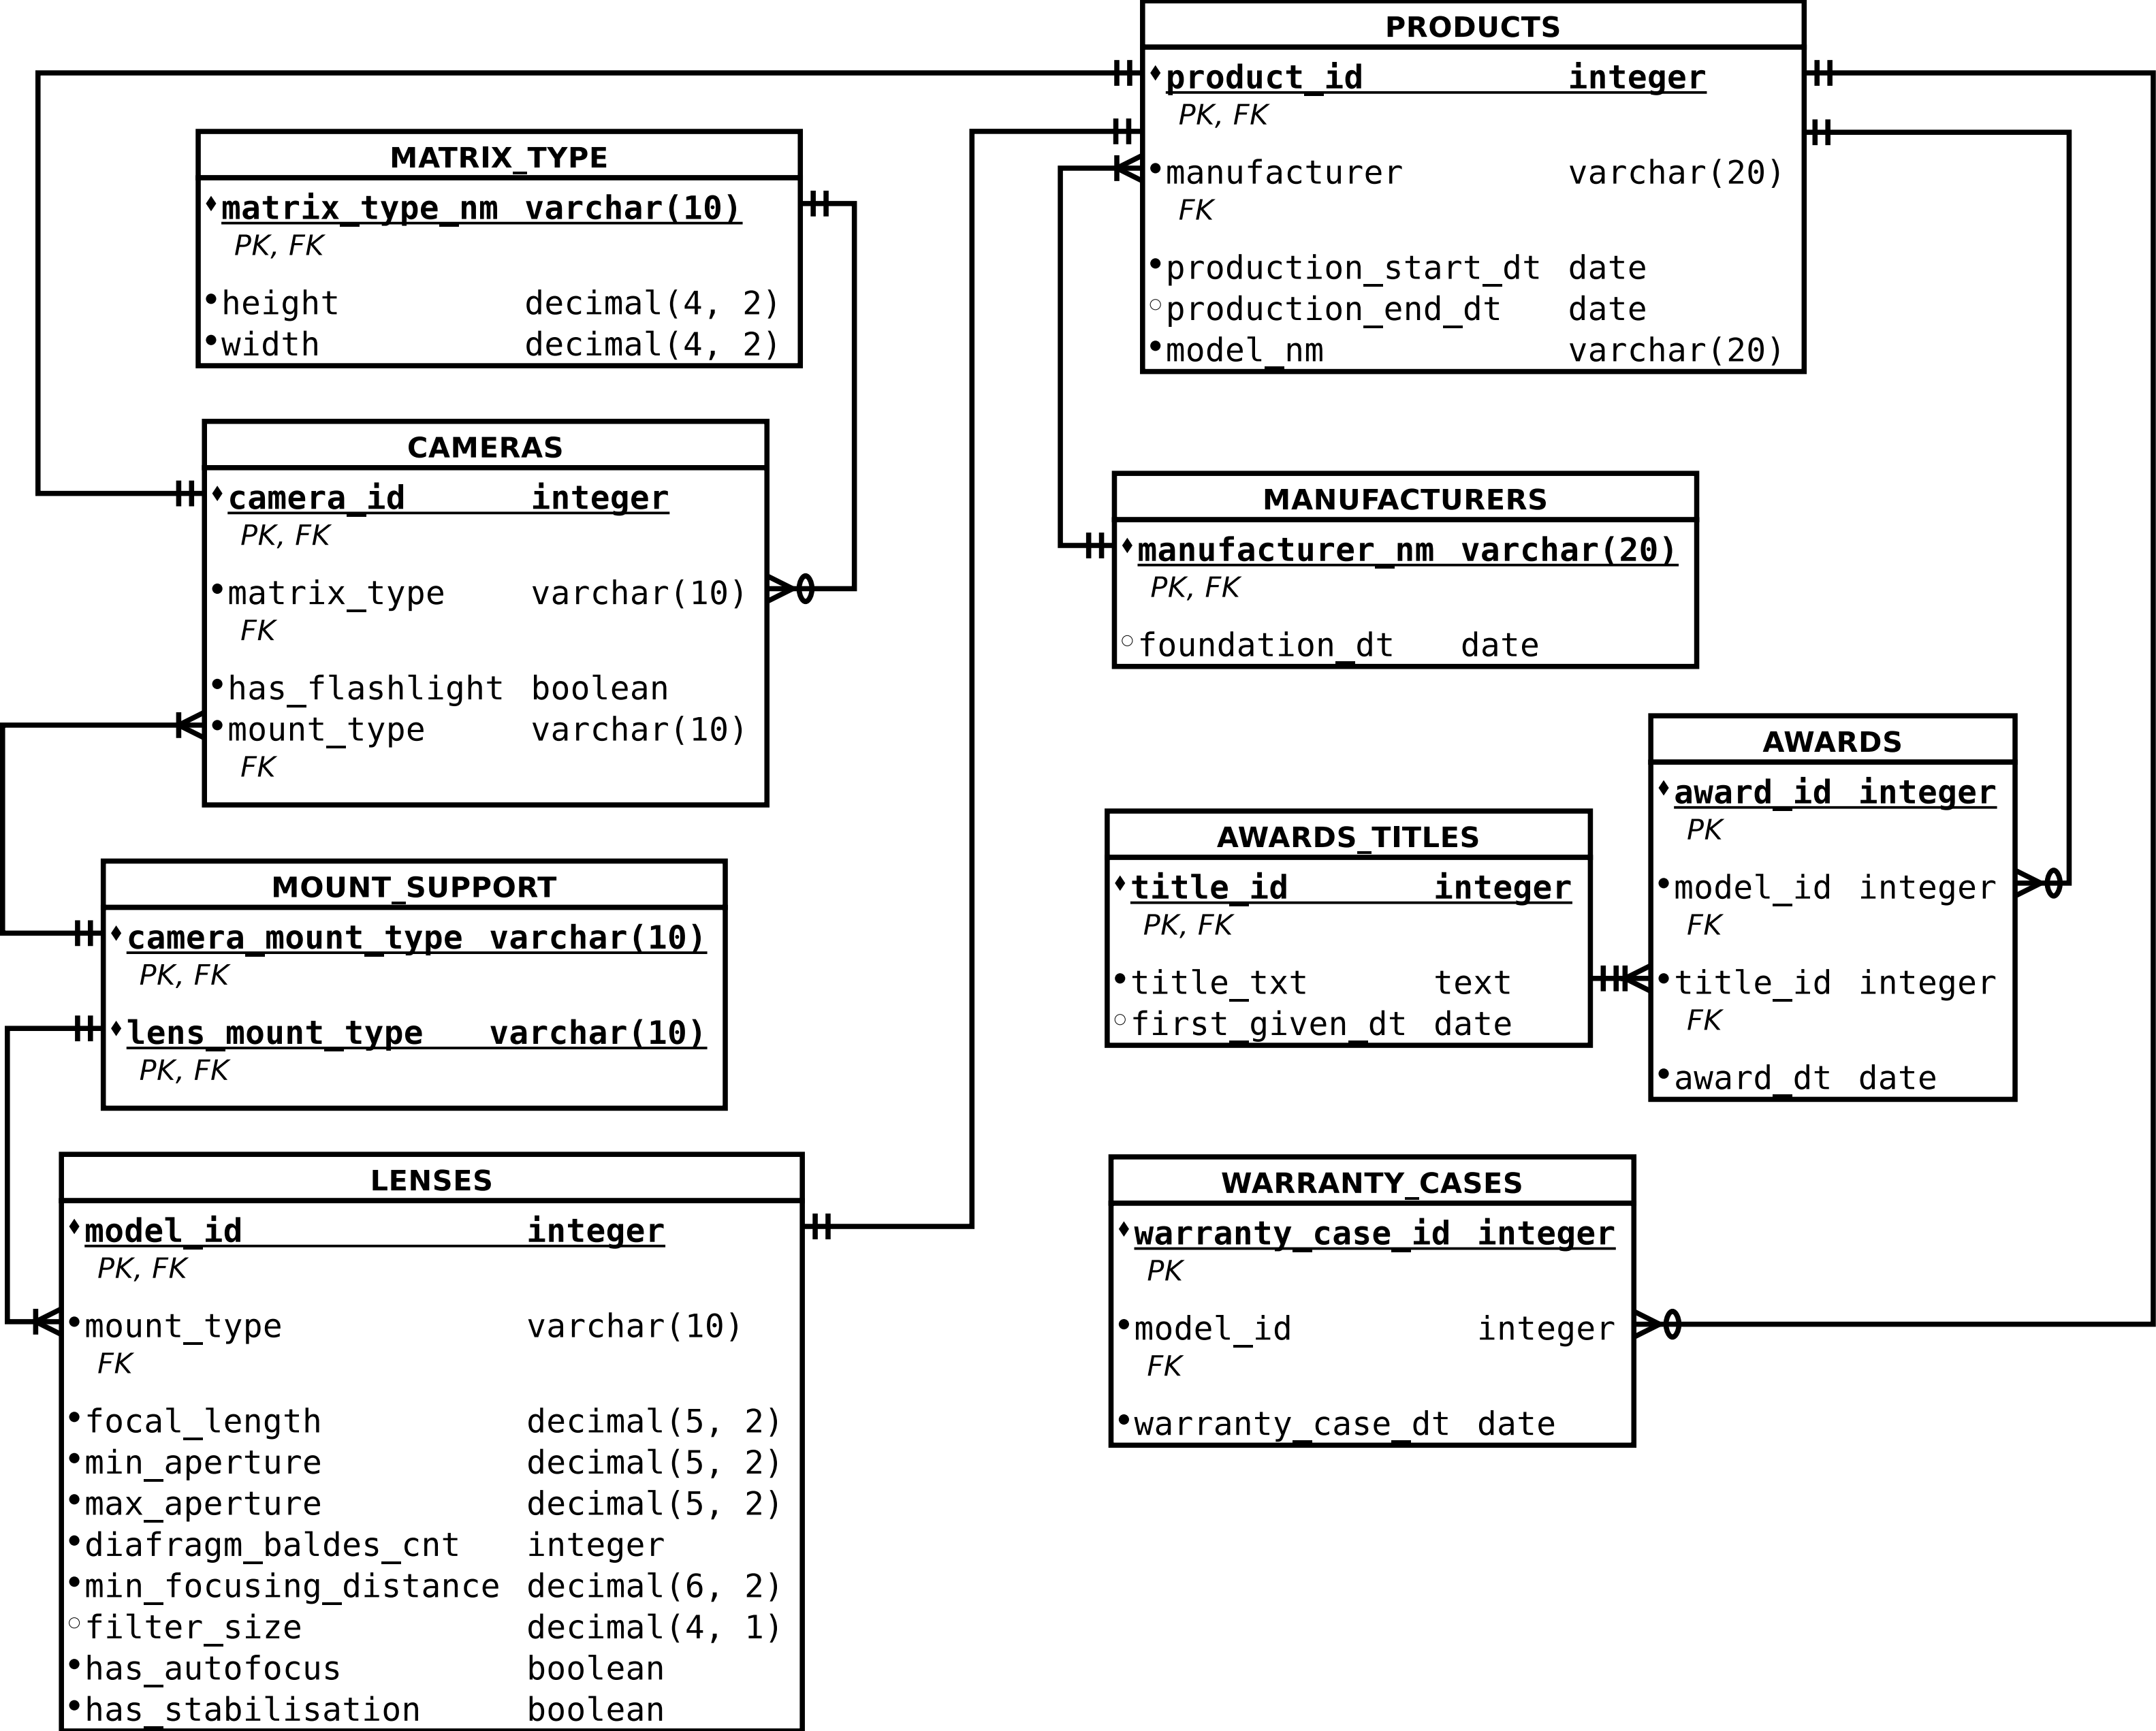 PRODUCTS
product_id integer
PK, FK
manufacturer varchar(20)
FK
production_start_dt date
production_end_dt date
model_nm varchar(20)
MATRIX_TYPE
matrix_type_nm varchar(10)
PK, FK
height decimal(4, 2)
width decimal(4, 2)
CAMERAS
camera_id integer
PK, FK
matrix_type varchar(10)
FK
has_flashlight boolean
mount_type varchar(10)
FK
MANUFACTURERS
manufacturer_nm varchar(20)
PK, FK
foundation_dt date
AWARDS
award_id integer
PK
model_id integer
FK
title_id integer
FK
award_dt date
AWARDS_TITLES
title_id integer
PK, FK
title_txt text
first_given_dt date
MOUNT_SUPPORT
camera_mount_type varchar(10)
PK, FK
lens_mount_type varchar(10)
PK, FK
LENSES
model_id integer
PK, FK
mount_type varchar(10)
FK
focal_length decimal(5, 2)
min_aperture decimal(5, 2)
max_aperture decimal(5, 2)
diafragm_baldes_cnt integer
min_focusing_distance decimal(6, 2)
filter_size decimal(4, 1)
has_autofocus boolean
has_stabilisation boolean
WARRANTY_CASES
warranty_case_id integer
PK
model_id integer
FK
warranty_case_dt date